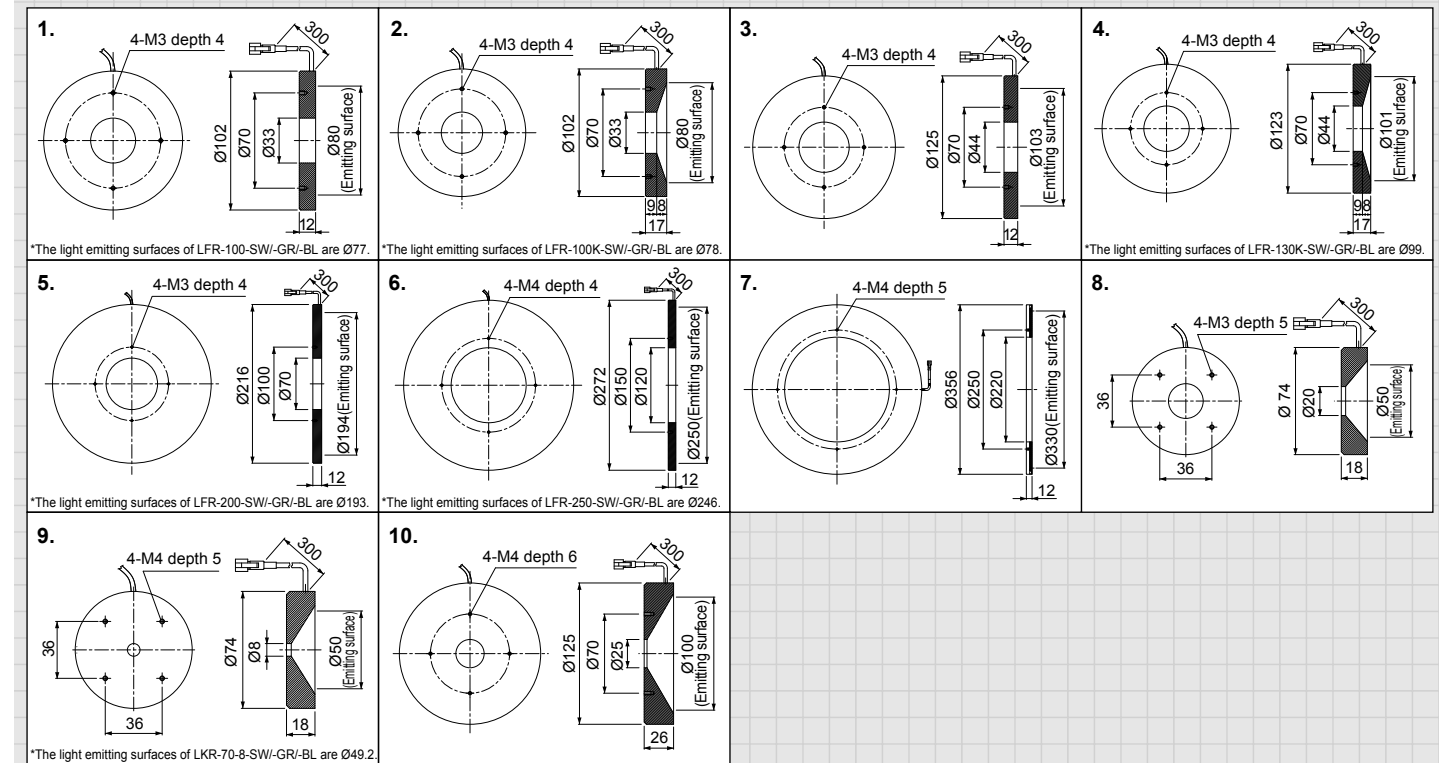 1.
300
4-M3 depth 4
Ø102
Ø70
Ø33
Ø80
(Emitting surface)
12
*The light emitting surfaces of LFR-100-SW/-GR/-BL are Ø77.
2.
300
4-M3 depth 4
Ø102
Ø70
Ø33
Ø80
(Emitting surface)
9 8
17
*The light emitting surfaces of LFR-100K-SW/-GR/-BL are Ø78.
3.
300
4-M3 depth 4
Ø125
Ø70
Ø44
Ø103
(Emitting surface)
12
4.
300
4-M3 depth 4
Ø123
Ø70
Ø44
Ø101
(Emitting surface)
9 8
17
*The light emitting surfaces of LFR-130K-SW/-GR/-BL are Ø99.
5.
300
4-M3 depth 4
Ø216
Ø100
Ø70
Ø194(Emitting surface)
12
*The light emitting surfaces of LFR-200-SW/-GR/-BL are Ø193.
6.
300
4-M4 depth 4
Ø272
Ø150
Ø120
Ø250(Emitting surface)
12
*The light emitting surfaces of LFR-250-SW/-GR/-BL are Ø246.
7.
4-M4 depth 5
Ø356
Ø250
Ø220
Ø330(Emitting surface)
12
8.
300
4-M3 depth 5
36
36
Ø 74
Ø20
Ø50
(Emitting surface)
18
9.
300
4-M4 depth 5
36
36
Ø74
Ø8
Ø50
(Emitting surface)
18
*The light emitting surfaces of LKR-70-8-SW/-GR/-BL are Ø49.2.
10.
300
4-M4 depth 6
Ø125
Ø70
Ø25
Ø100
(Emitting surface)
26